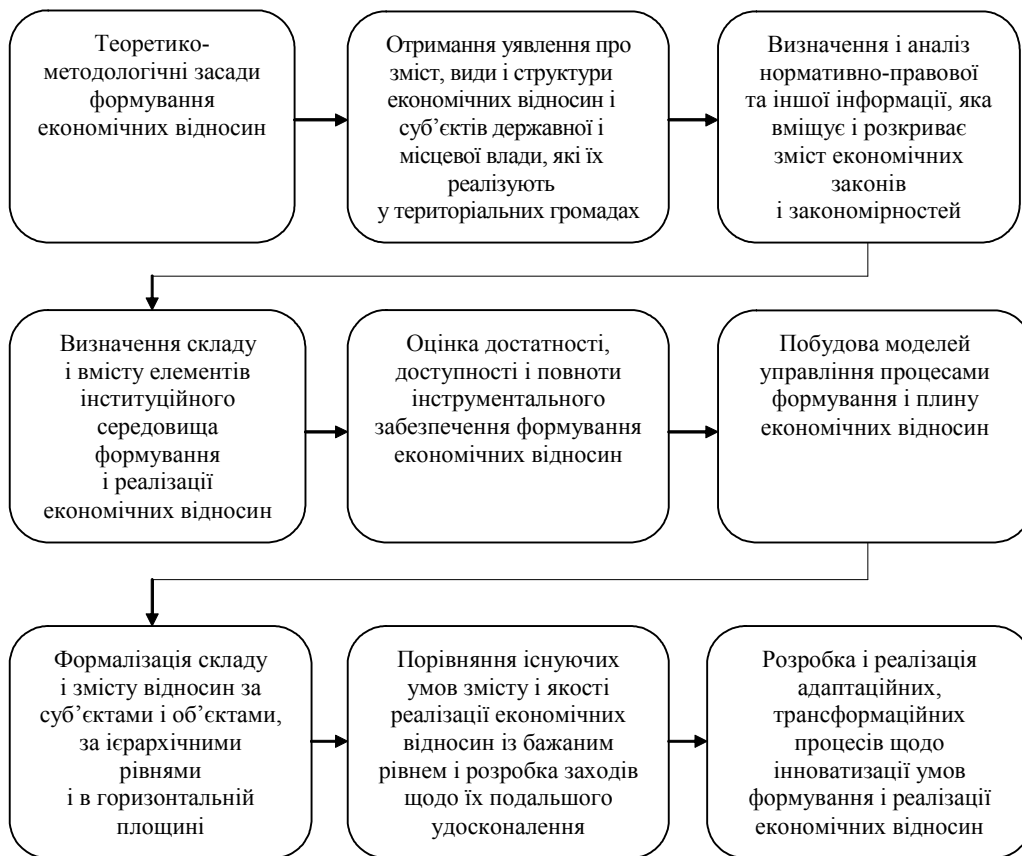 Теоретико-
методологічні засади
формування
економічних відносин
Отримання уявлення про
зміст, види і структури
економічних відносин і
суб’єктів державної і
місцевої влади, які їх
реалізують
у територіальних громадах
Визначення і аналіз
нормативно-правової
та іншої інформації, яка
вміщує і розкриває
зміст економічних
законів
і закономірностей
Визначення складу
і вмісту елементів
інституційного
середовища
формування
і реалізації
економічних відносин
Оцінка достатності,
доступності і повноти
інструментального
забезпечення формування
економічних відносин
Побудова моделей
управління процесами
формування і плину
економічних відносин
Формалізація складу
і змісту відносин за
суб’єктами і об’єктами,
за ієрархічними
рівнями
і в горизонтальній
площині
Порівняння існуючих
умов змісту і якості
реалізації економічних
відносин із бажаним
рівнем і розробка заходів
щодо їх подальшого
удосконалення
Розробка і реалізація
адаптаційних,
трансформаційних
процесів щодо
інноватизації умов
формування і реалізації
економічних відносин